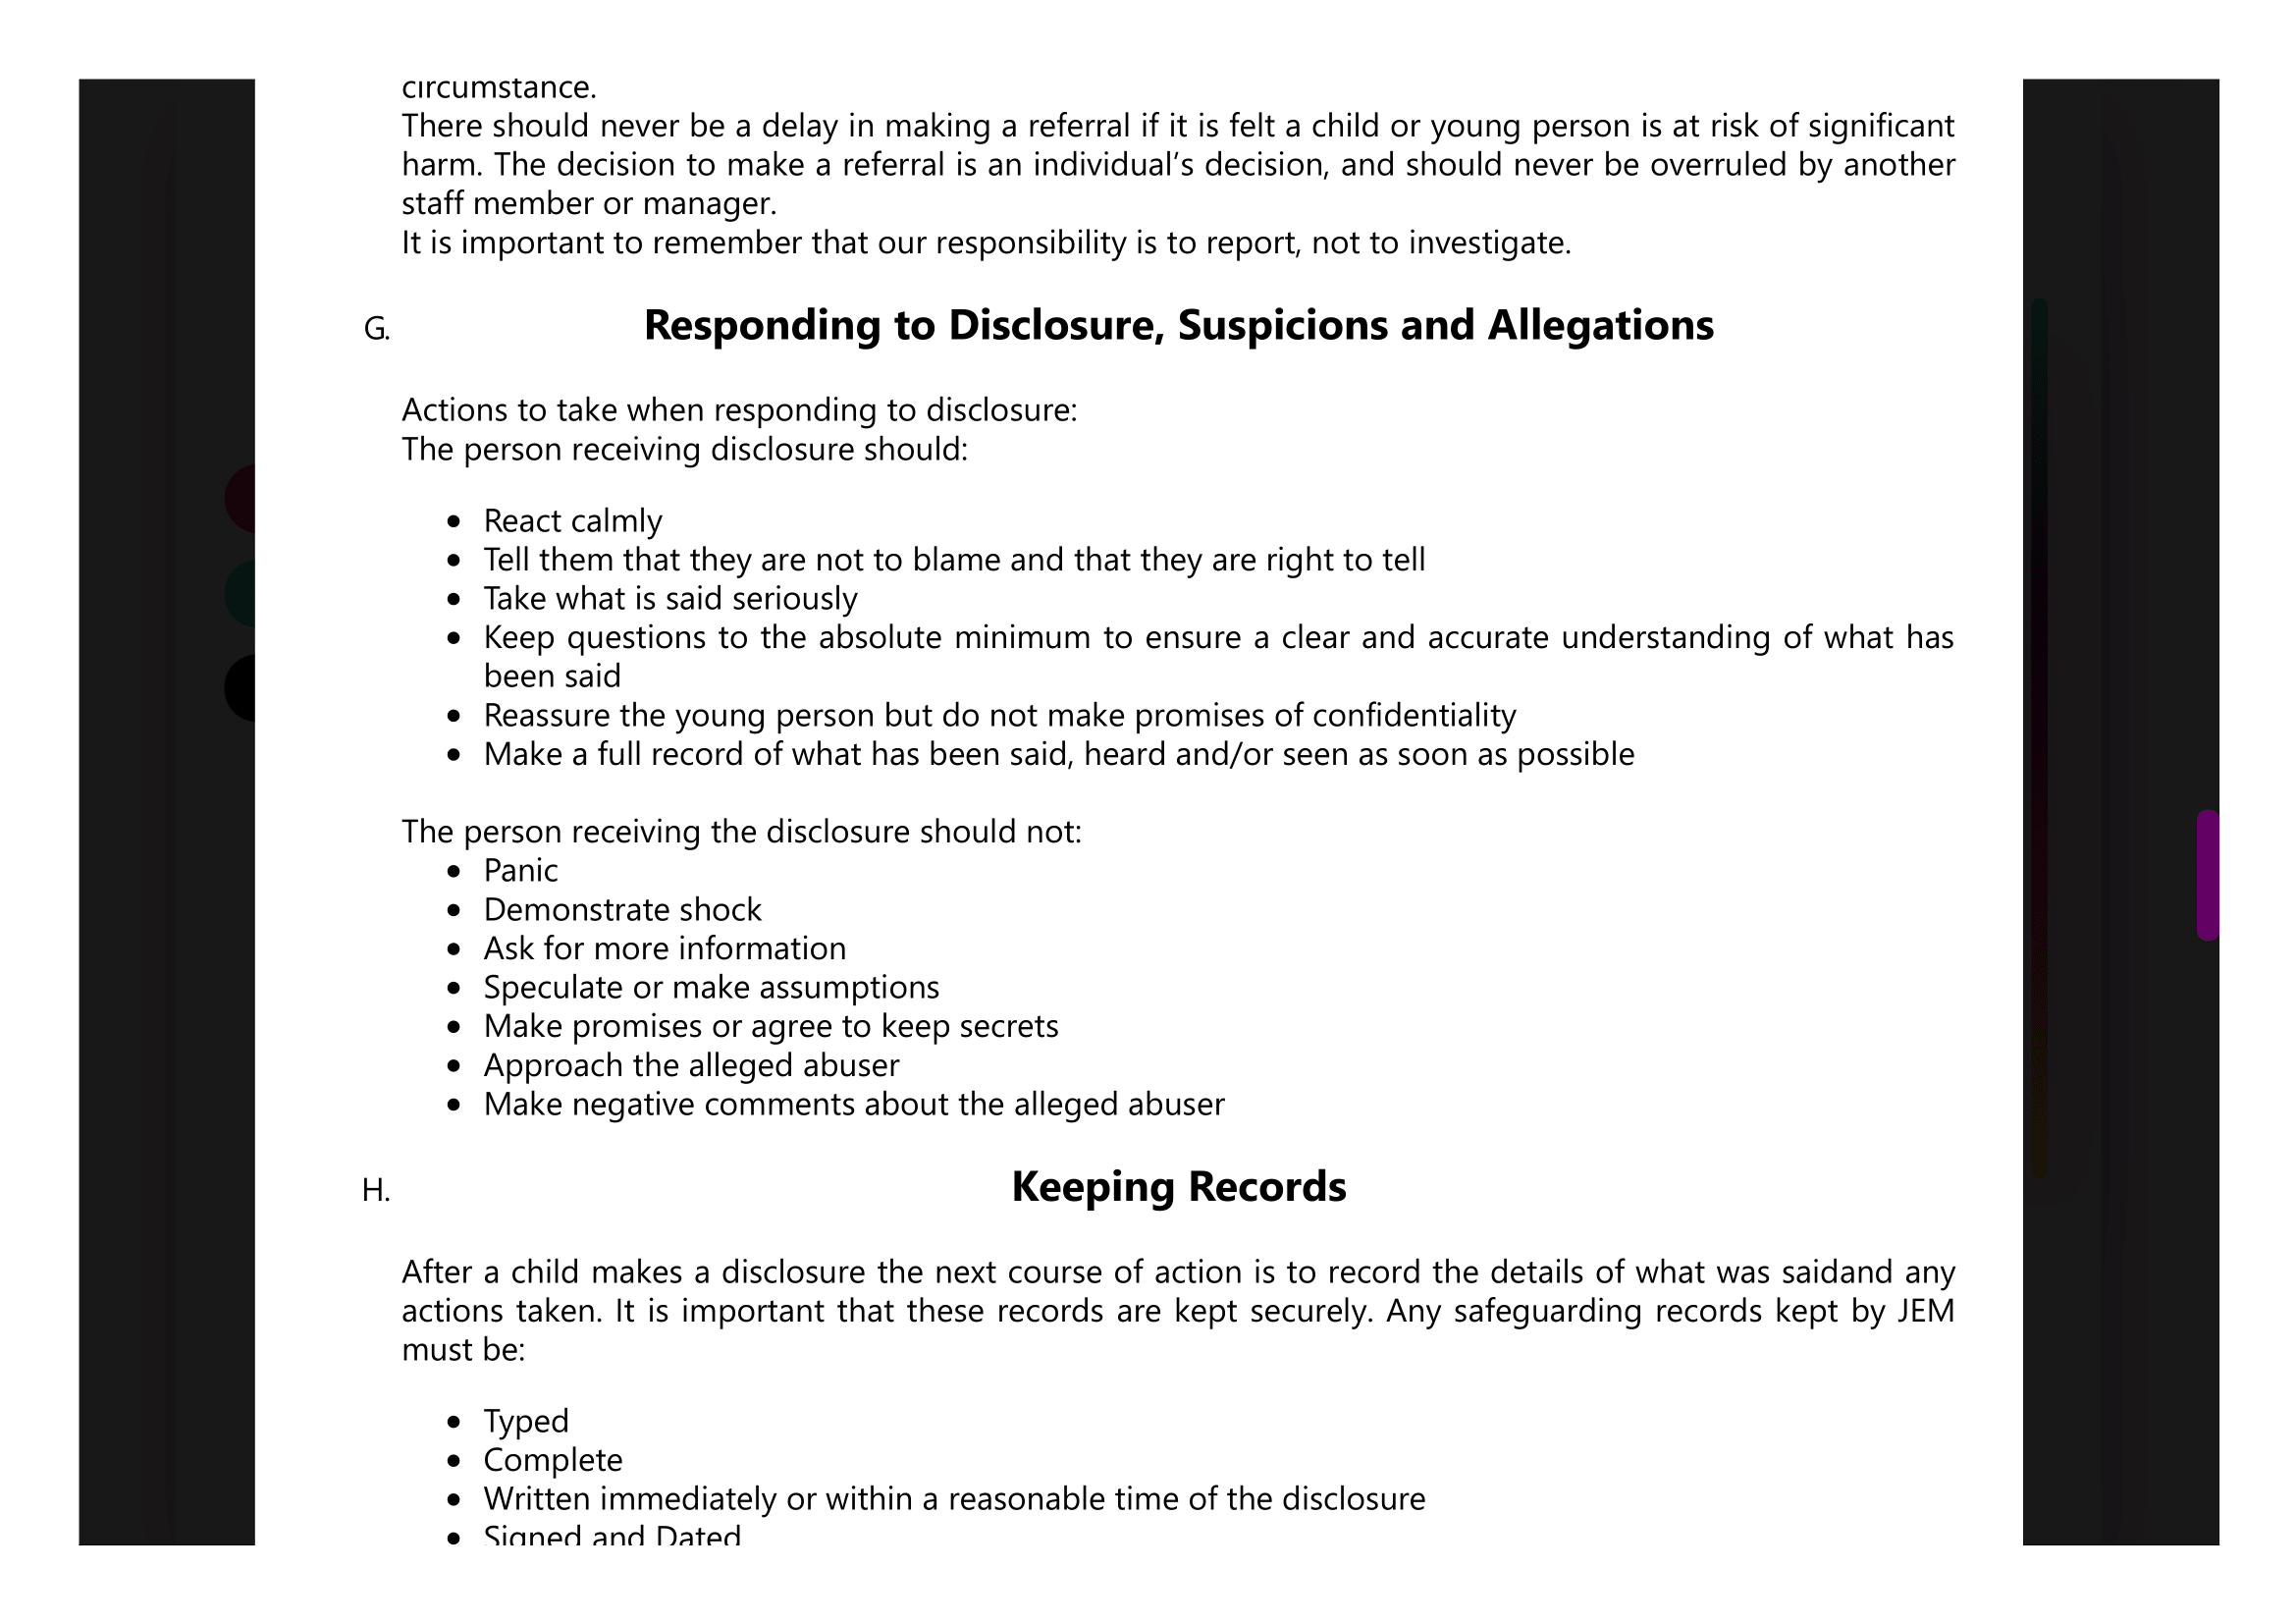 circumstance.
There should never be a delay in making a referral if it is felt a child or young person is at risk of significant
harm. The decision to make a referral is an individual’s decision, and should never be overruled by another
staff member or manager.
It is important to remember that our responsibility is to report, not to investigate.
G. Responding to Disclosure, Suspicions and Allegations
Actions to take when responding to disclosure:
The person receiving disclosure should:
• React calmly
• Tell them that they are not to blame and that they are right to tell
• Take what is said seriously
• Keep questions to the absolute minimum to ensure a clear and accurate understanding of what has
been said
• Reassure the young person but do not make promises of confidentiality
• Make a full record of what has been said, heard and/or seen as soon as possible
The person receiving the disclosure should not:
• Panic
• Demonstrate shock
• Ask for more information
• Speculate or make assumptions
• Make promises or agree to keep secrets
• Approach the alleged abuser
• Make negative comments about the alleged abuser
H. Keeping Records
After a child makes a disclosure the next course of action is to record the details of what was saidand any
actions taken. It is important that these records are kept securely. Any safeguarding records kept by JEM
must be:
• Typed
• Complete
• Written immediately or within a reasonable time of the disclosure
• Signed and Dated